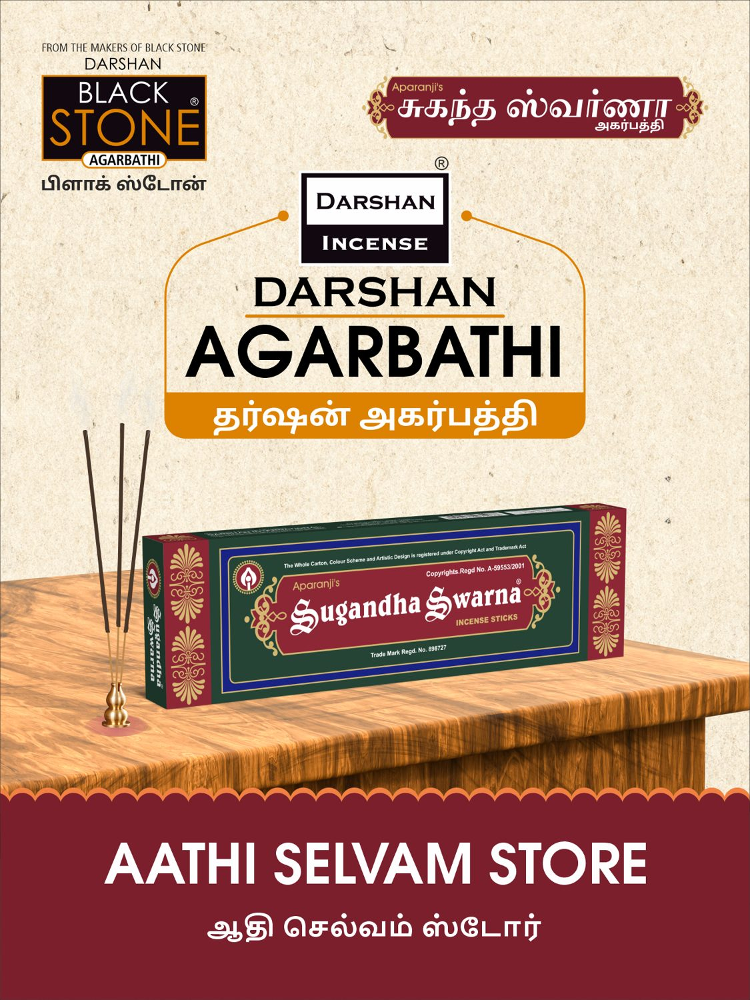 FROM THE MAKERS OF BLACK STONE
DARSHAN
BLACK
STONE®
AGARBATHI
பிளாக் ஸ்டோன்
Aparanji's
சுகந்த ஸ்வர்ணா
அகர்பத்தி
®
DARSHAN
INCENSE
DARSHAN
AGARBATHI
தர்ஷன் அகர்பத்தி
The Whole Carton, Colour Scheme and Artistic Design is registered under Copyright Act and Trademark Act
Copyrights.Regd No. A-59553/2001
Aparanji's
Sugandha Swarna®
INCENSE STICKS
Trade Mark Regd. No. 898727
Sugandha
Swarna
AATHI SELVAM STORE
ஆதி செல்வம் ஸ்டோர்